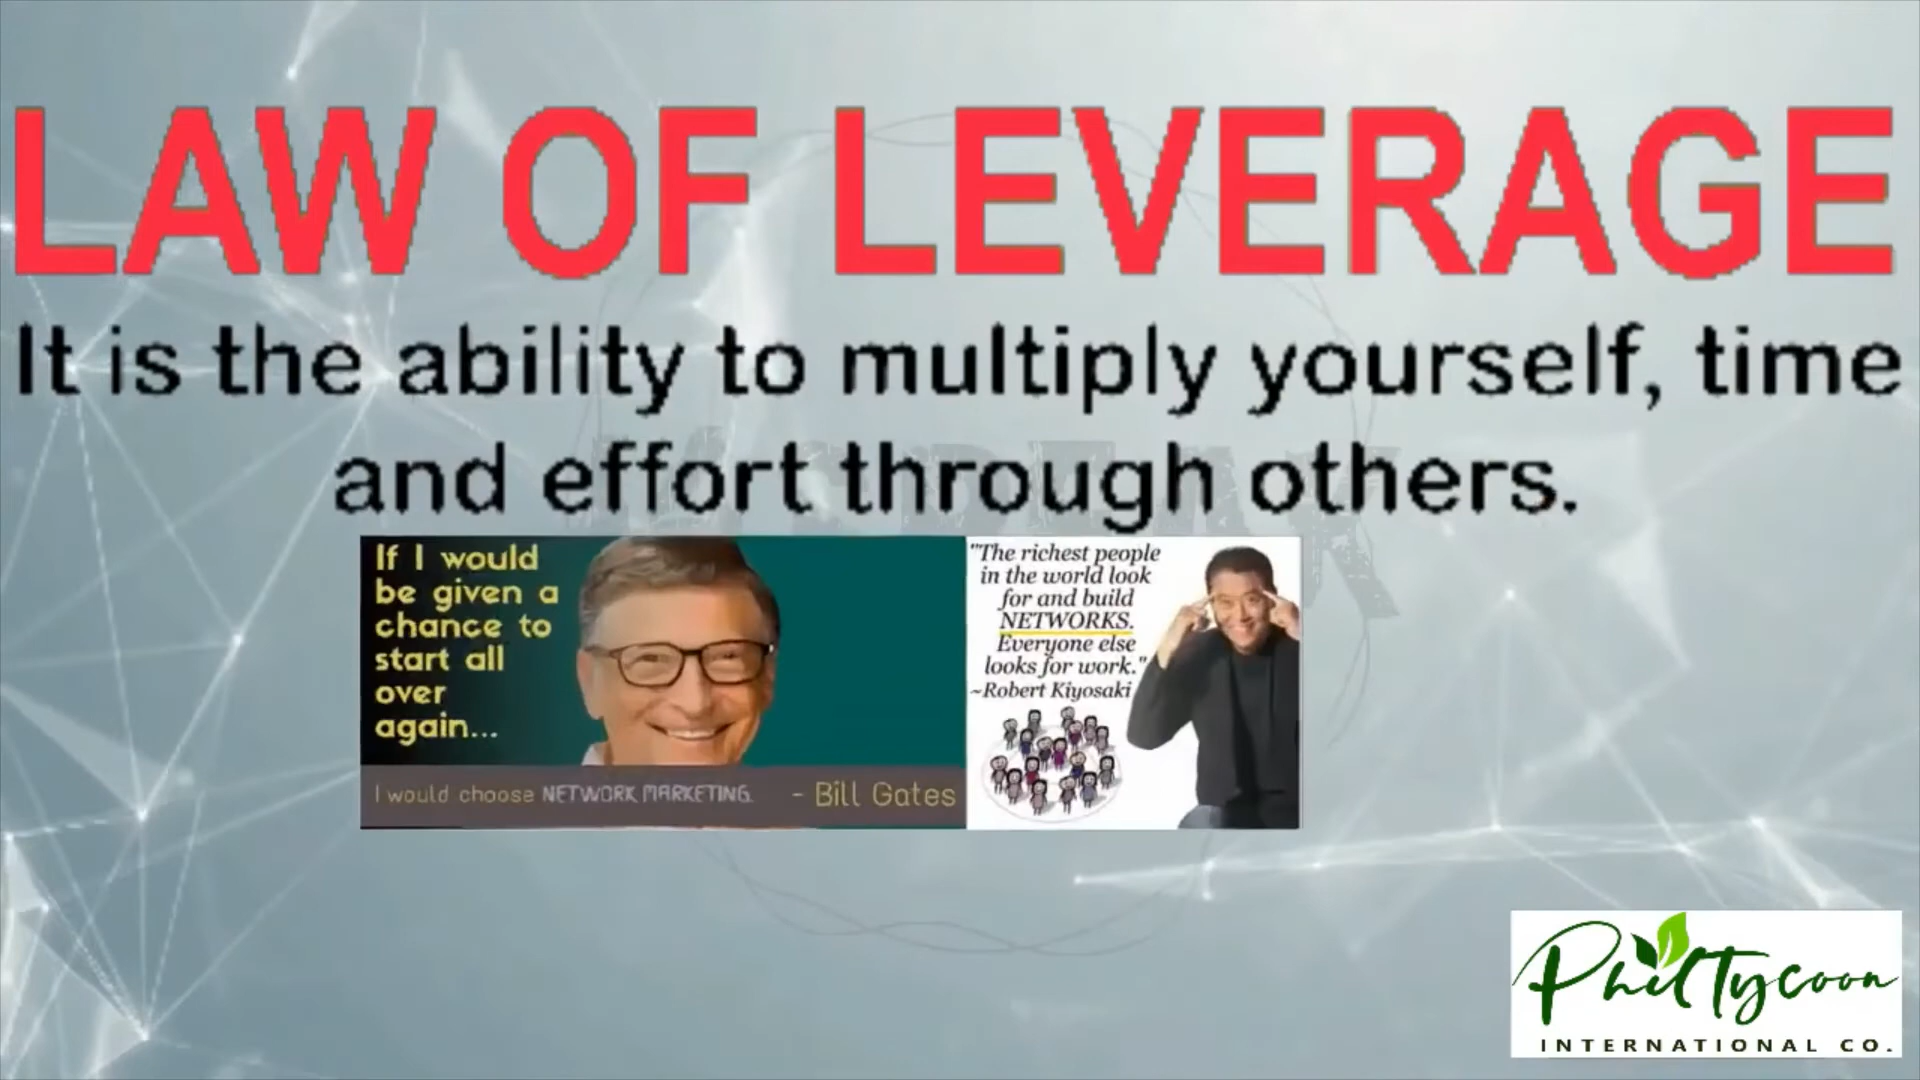 LAW OF LEVERAGE
It is the ability to multiply yourself, time
and effort through others.
If I would
be given a
chance to
start all
over
again...
I would choose NETWORK MARKETING. - Bill Gates
"The richest people
in the world look
for and build
NETWORKS.
Everyone else
looks for work."
~Robert Kiyosaki
PhilTycoon
INTERNATIONAL CO.